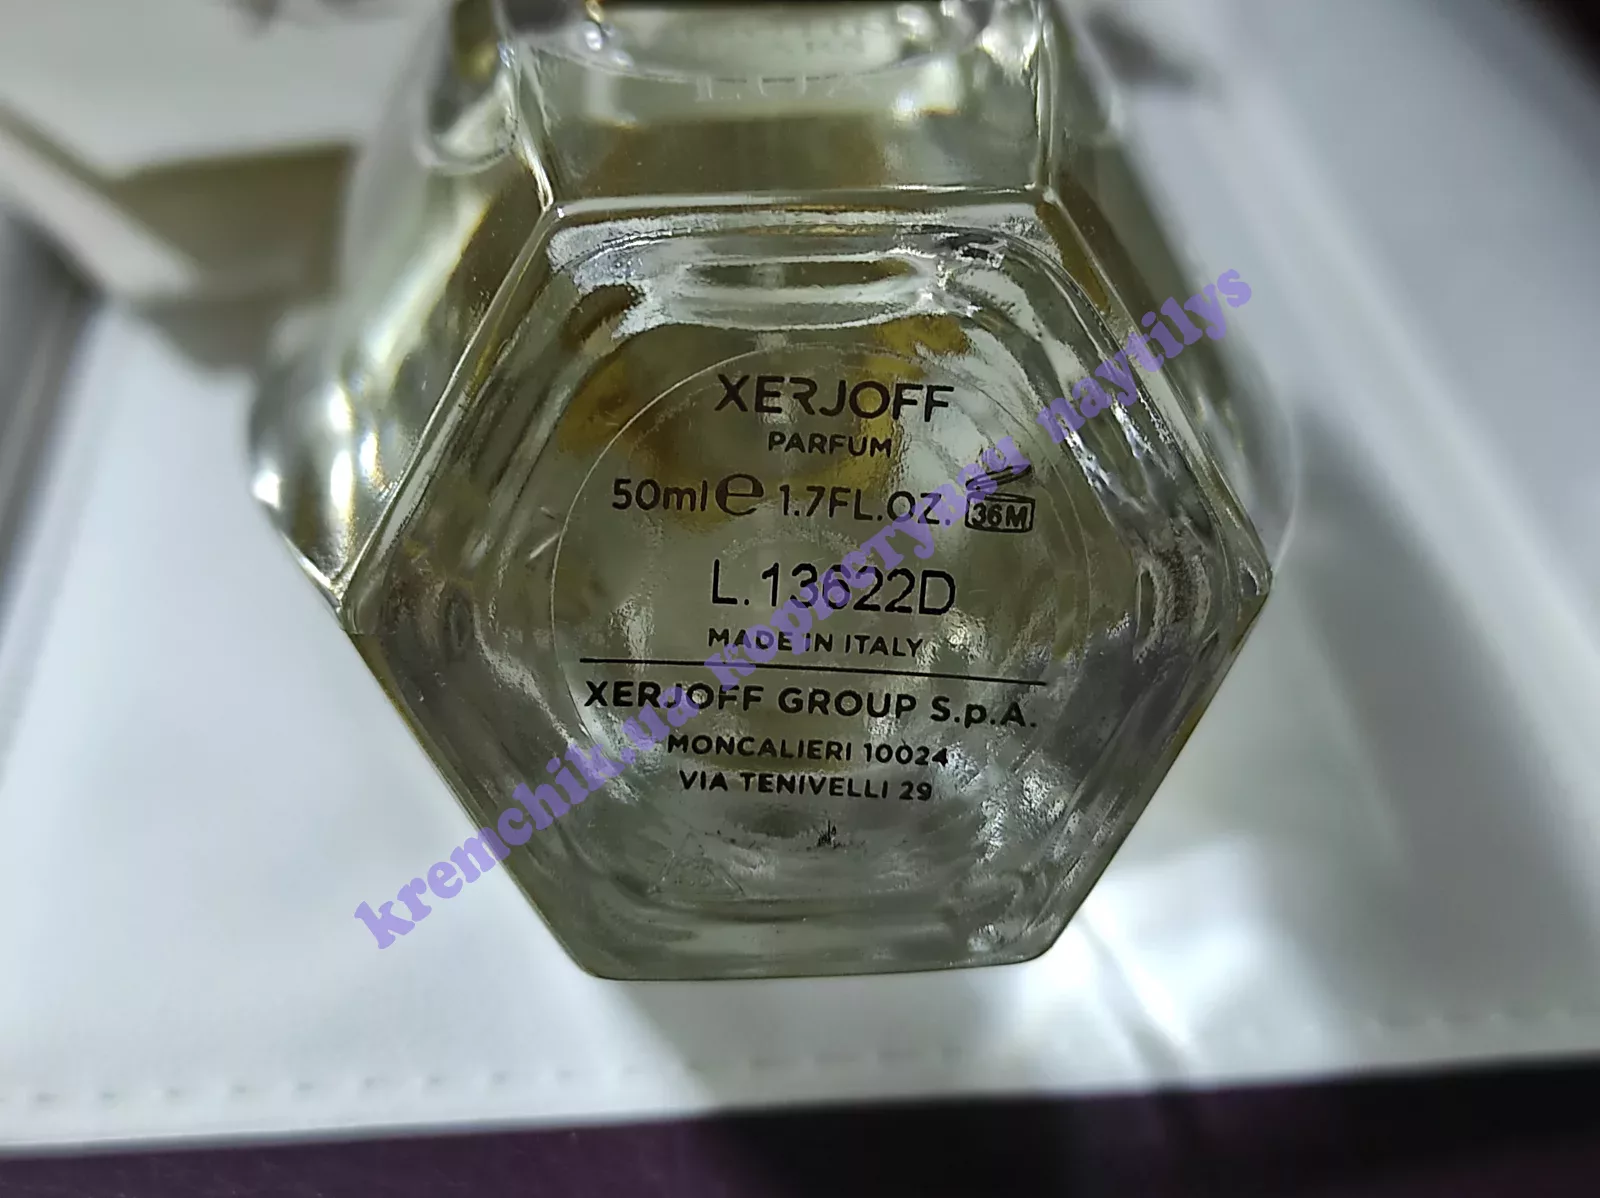 XERJOFF
PARFUM
50ml e 1.7FL.OZ. 36M
L.13622D
MADE IN ITALY
XERJOFF GROUP S.p.A.
MONCALIERI 10024
VIA TENIVELLI 29
kremchik.ua kopicrynsa naytilys